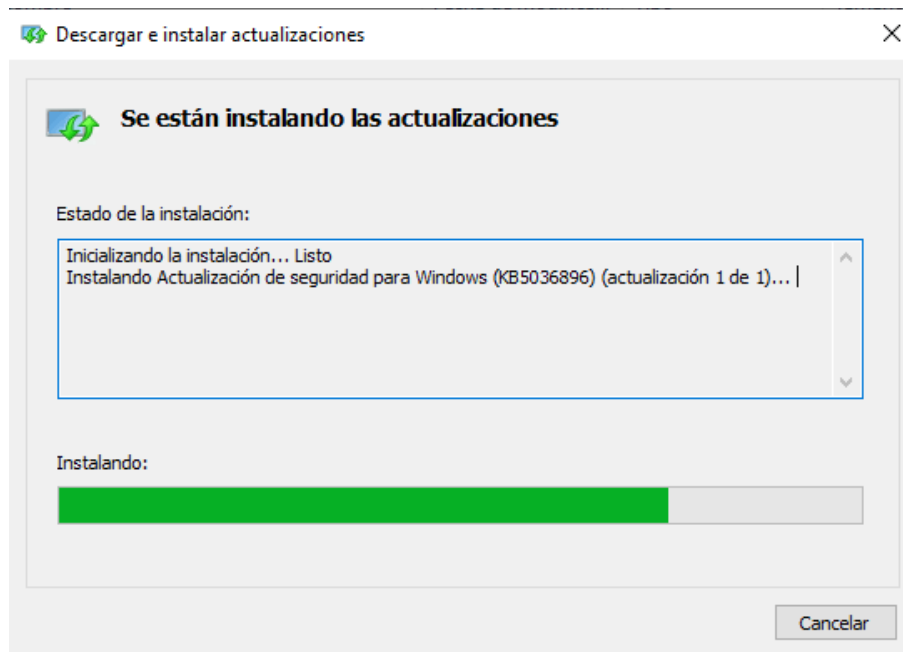 Descargar e instalar actualizaciones
Se están instalando las actualizaciones
Estado de la instalación:
Inicializando la instalación... Listo
Instalando Actualización de seguridad para Windows (KB5036896) (actualización 1 de 1)...
Instalando:
Cancelar